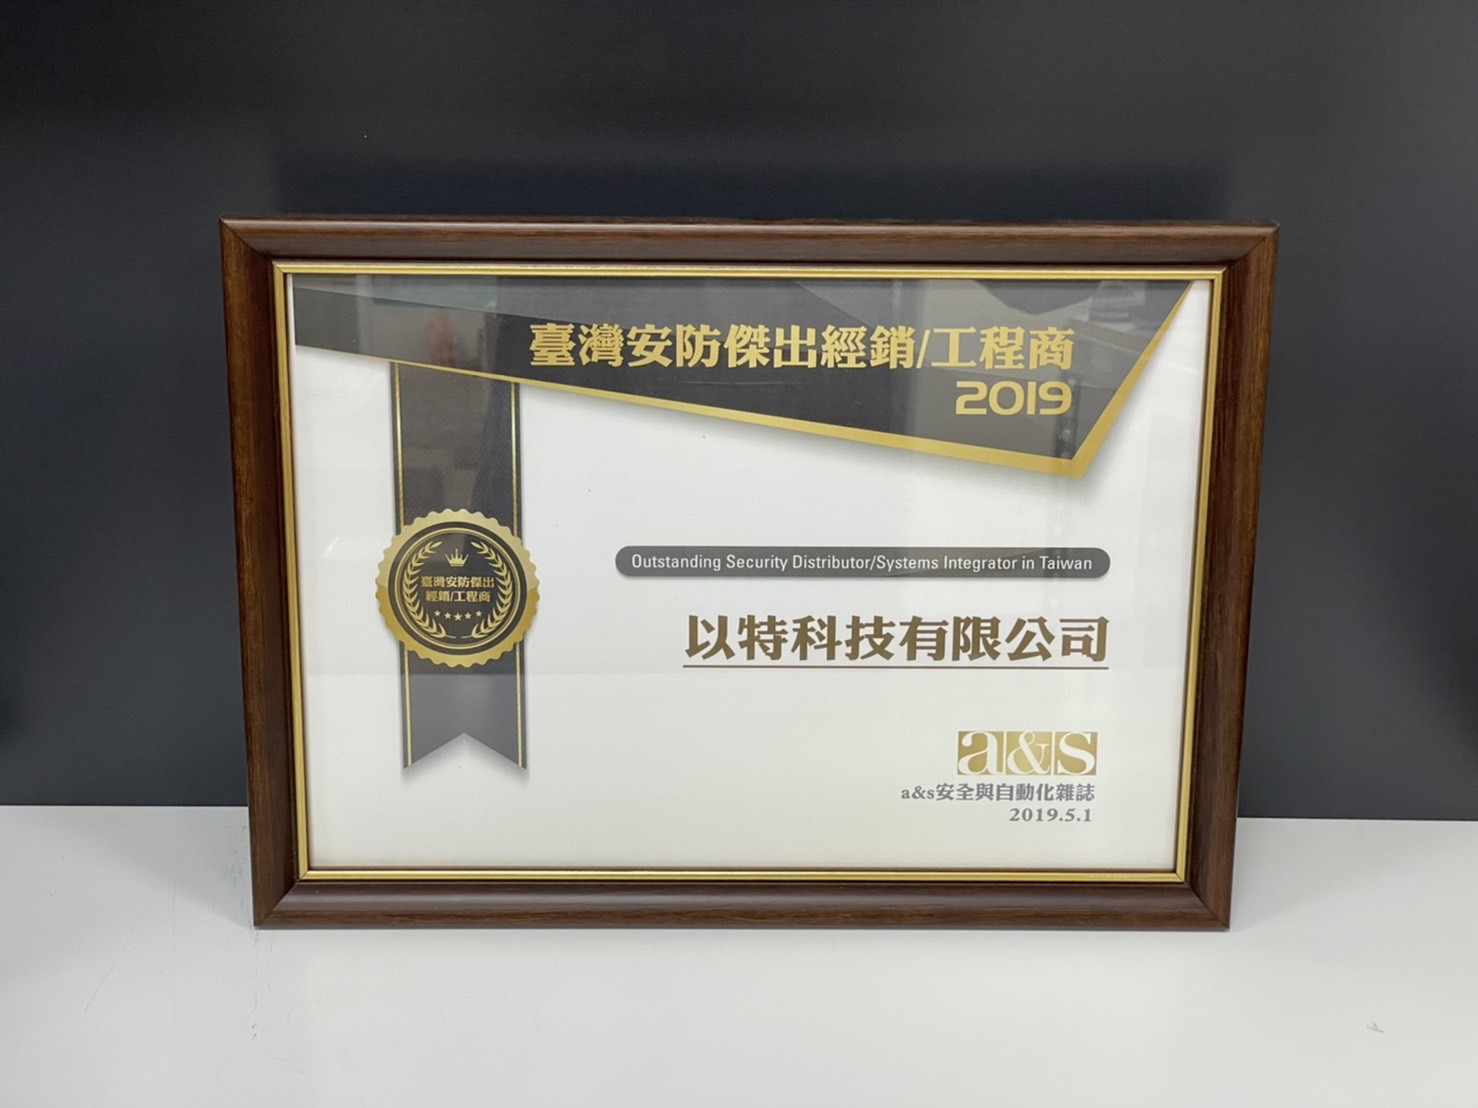 臺灣安防傑出經銷/工程商
2019
臺灣安防傑出
經銷/工程商
Outstanding Security Distributor/Systems Integrator in Taiwan
以特科技有限公司
a&s
a&s安全與自動化雜誌
2019.5.1